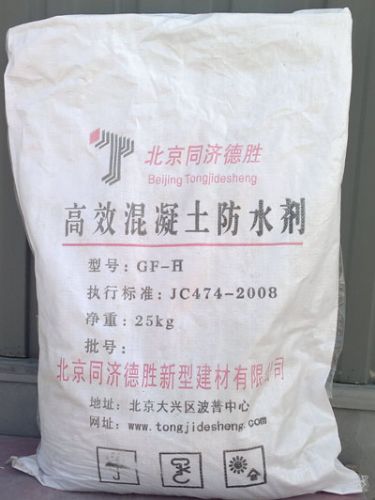 北京同济德胜
Beijing Tongjidesheng
高效混凝土防水剂
型号：GF-H
执行标准：JC474-2008
净重：25kg
批号：
北京同济德胜新型建材有限公司
地址：北京大兴区波普中心
网址：www.tongjidesheng.com